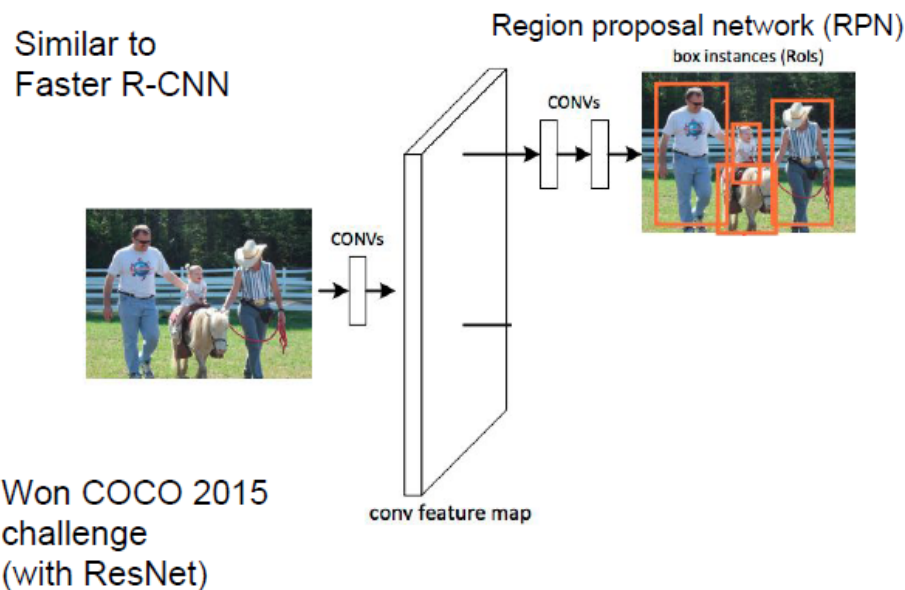 Similar to
Faster R-CNN
Region proposal network (RPN)
box instances (RoIs)
CONVs
CONVs
conv feature map
Won COCO 2015
challenge
(with ResNet)